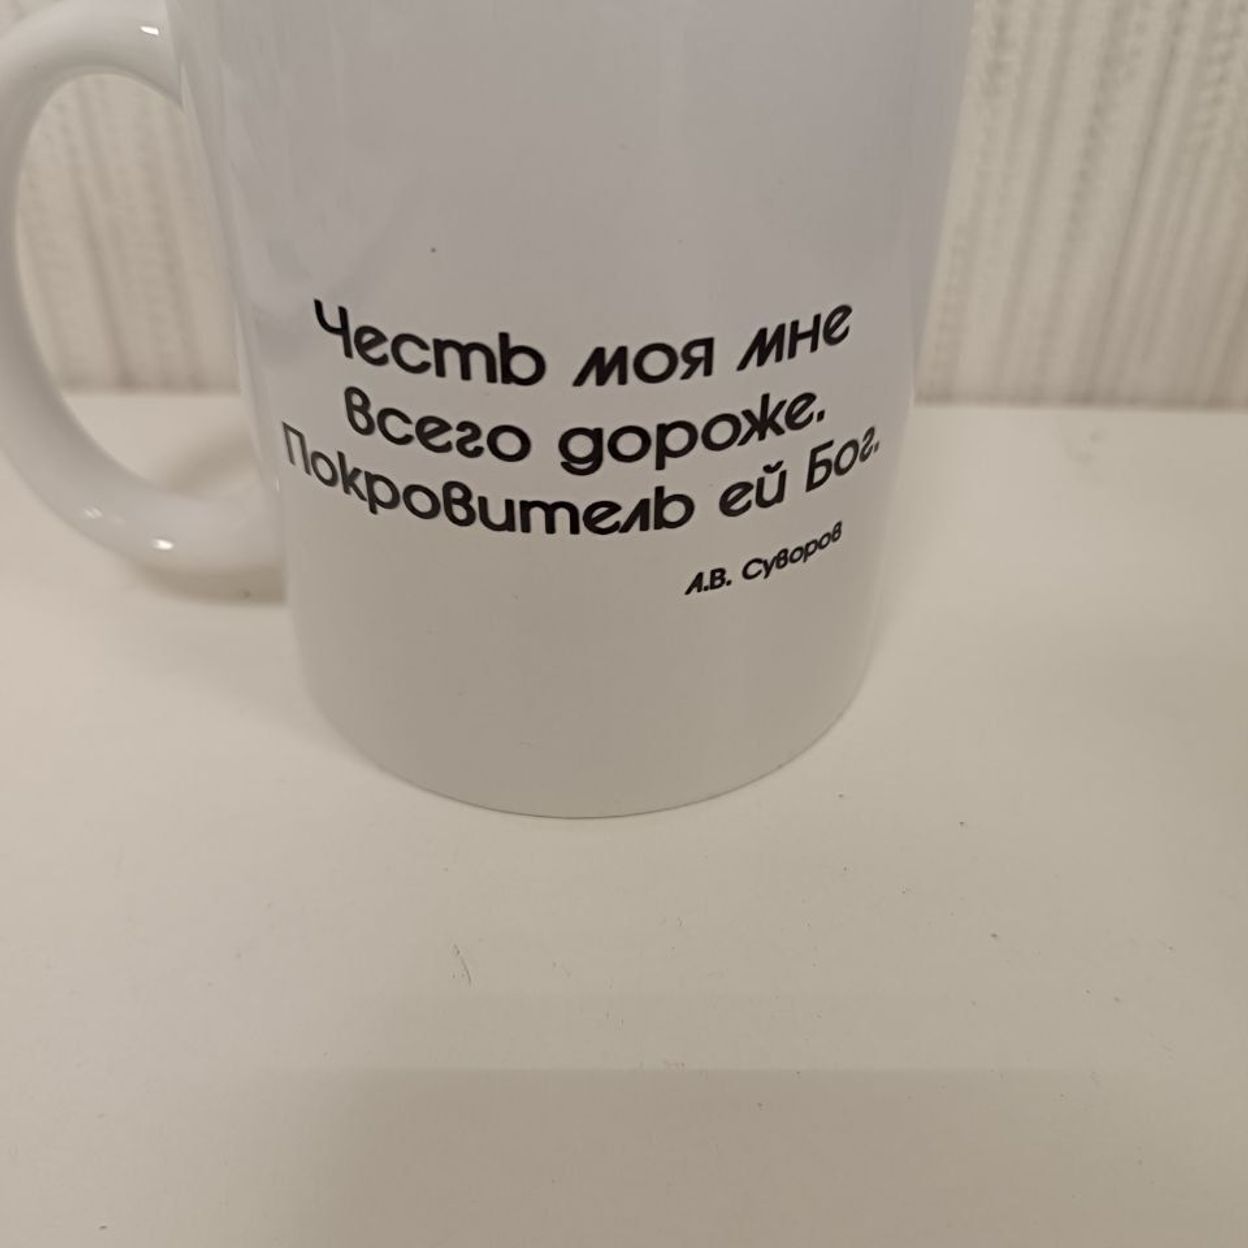 Честь моя мне
всего дороже.
Покровитель ей Бог.
А.В. Суворов